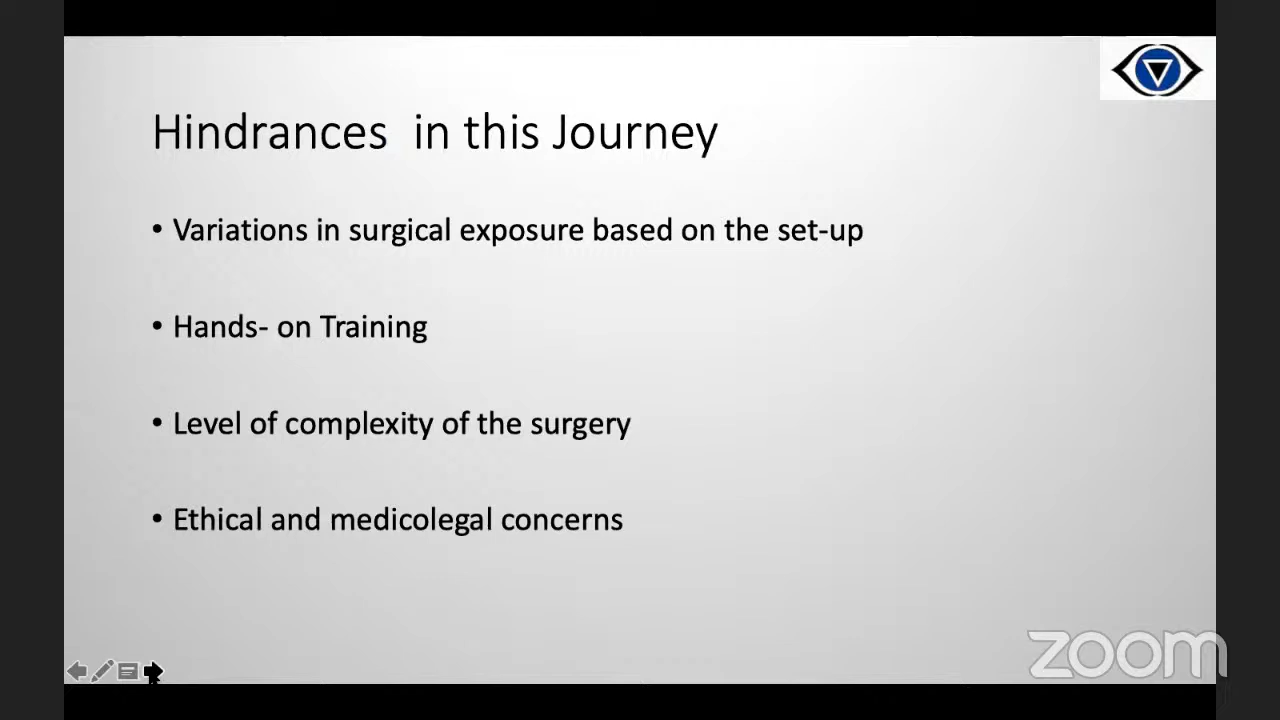 Hindrances in this Journey
• Variations in surgical exposure based on the set-up
• Hands- on Training
• Level of complexity of the surgery
• Ethical and medicolegal concerns
zoom